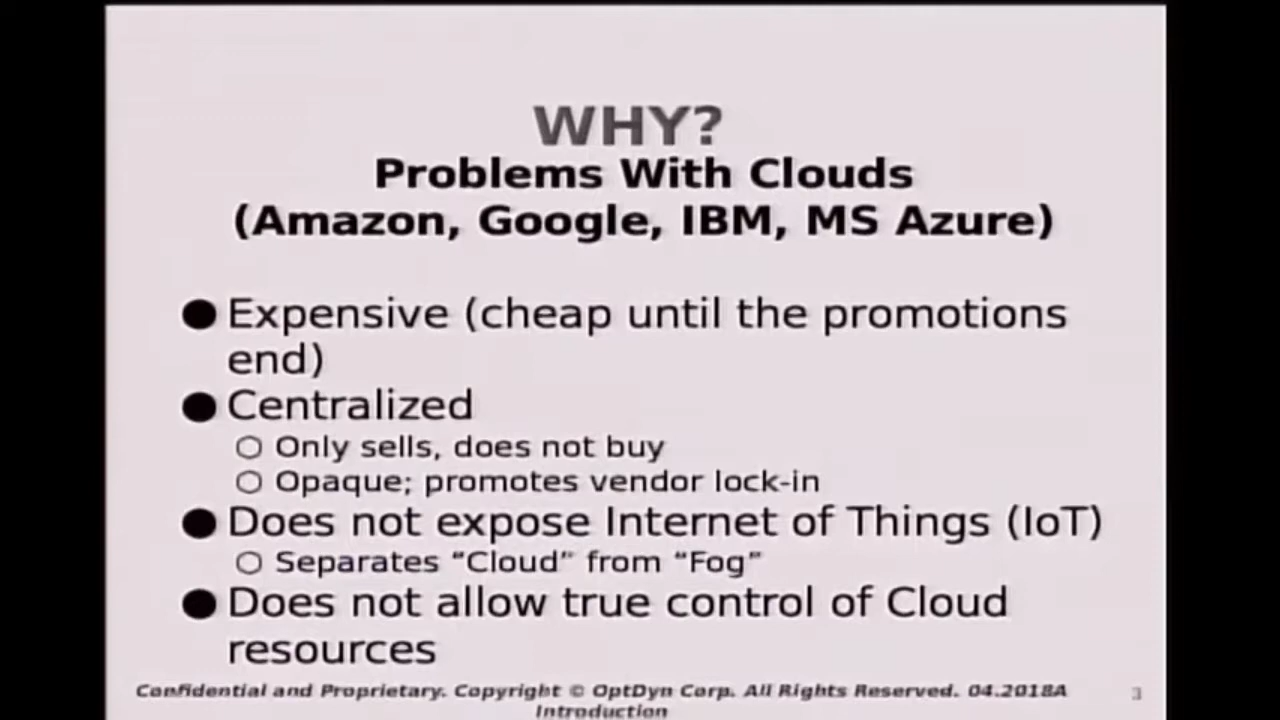 WHY?
Problems With Clouds
(Amazon, Google, IBM, MS Azure)
● Expensive (cheap until the promotions
end)
● Centralized
○ Only sells, does not buy
○ Opaque; promotes vendor lock-in
● Does not expose Internet of Things (IoT)
○ Separates “Cloud” from “Fog”
● Does not allow true control of Cloud
resources
Confidential and Proprietary. Copyright © OptDyn Corp. All Rights Reserved. 04.2018A
Introduction
3